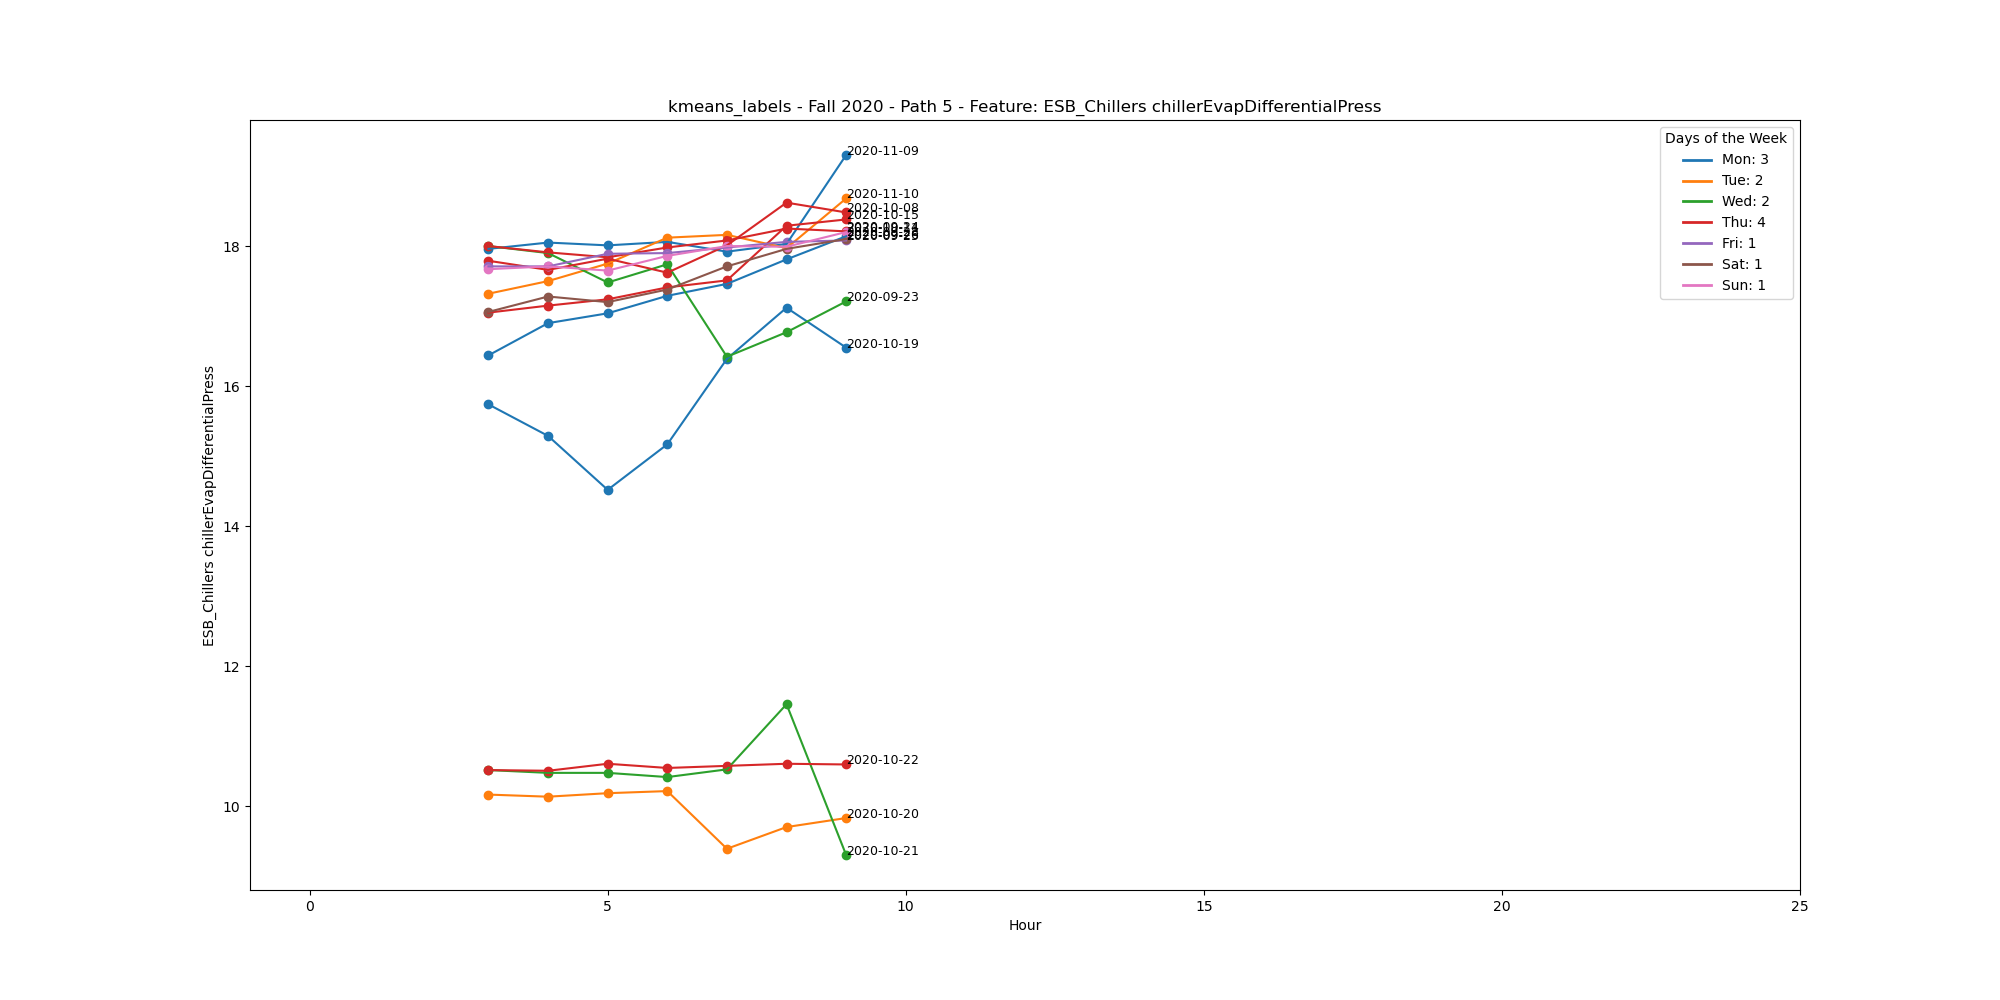 kmeans_labels - Fall 2020 - Path 5 - Feature: ESB_Chillers chillerEvapDifferentialPress
ESB_Chillers chillerEvapDifferentialPress
18
16
14
12
10
2020-11-09
2020-11-10
2020-10-08
2020-10-15
2020-09-23
2020-10-19
2020-10-22
2020-10-20
2020-10-21
Days of the Week
Mon: 3
Tue: 2
Wed: 2
Thu: 4
Fri: 1
Sat: 1
Sun: 1
0
5
10
15
20
25
Hour